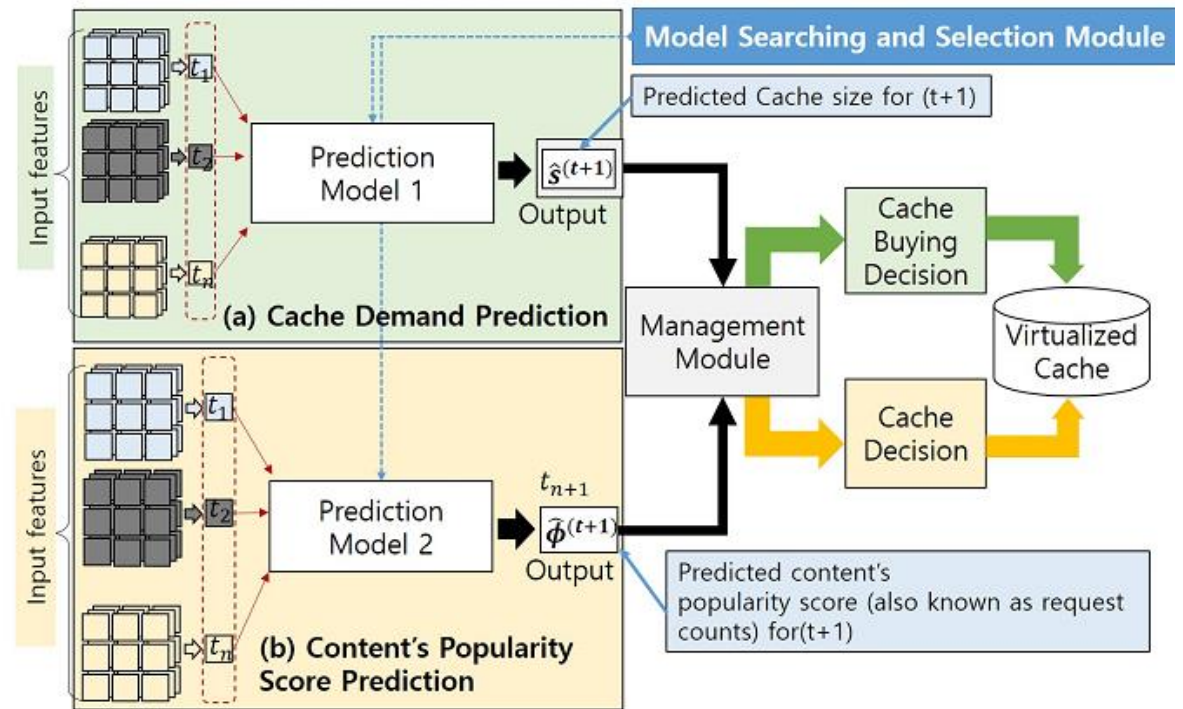 Model Searching and Selection Module
Input features
t₁
t₂
tₙ
Prediction
Model 1
Predicted Cache size for (t+1)
ŝ⁽ᵗ⁺¹⁾
Output
(a) Cache Demand Prediction
Input features
t₁
t₂
tₙ
Prediction
Model 2
tₙ₊₁
ϕ̂⁽ᵗ⁺¹⁾
Output
(b) Content's Popularity
Score Prediction
Predicted content's
popularity score (also known as request
counts) for(t+1)
Management
Module
Cache
Buying
Decision
Cache
Decision
Virtualized
Cache